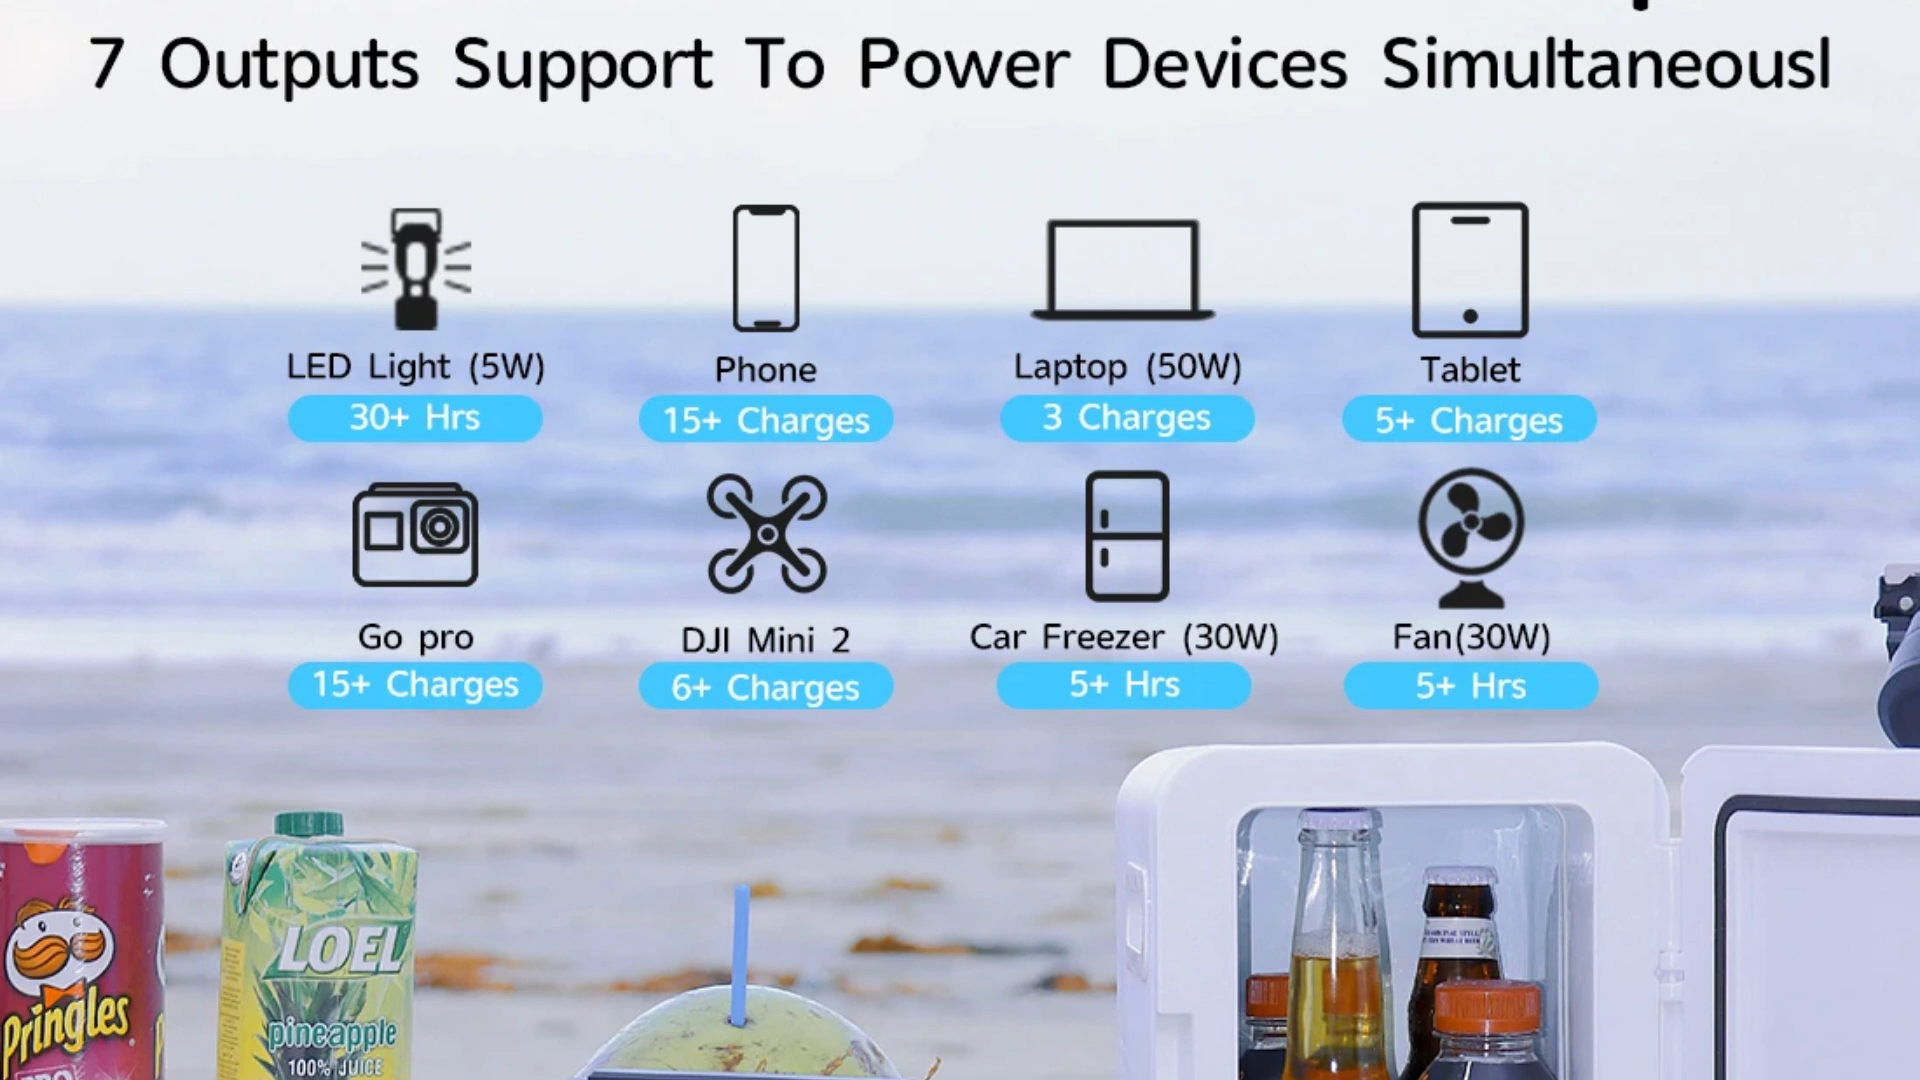 7 Outputs Support To Power Devices Simultaneousl
LED Light (5W)
30+ Hrs
Phone
15+ Charges
Laptop (50W)
3 Charges
Tablet
5+ Charges
Go pro
15+ Charges
DJI Mini 2
6+ Charges
Car Freezer (30W)
5+ Hrs
Fan(30W)
5+ Hrs
Pringles
LOEL
pineapple
100% JUICE